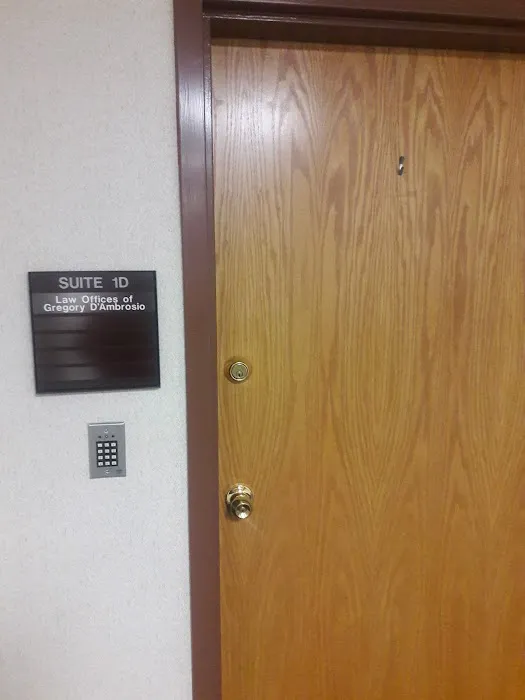 SUITE 1D
Law Offices of
Gregory D'Ambrosio